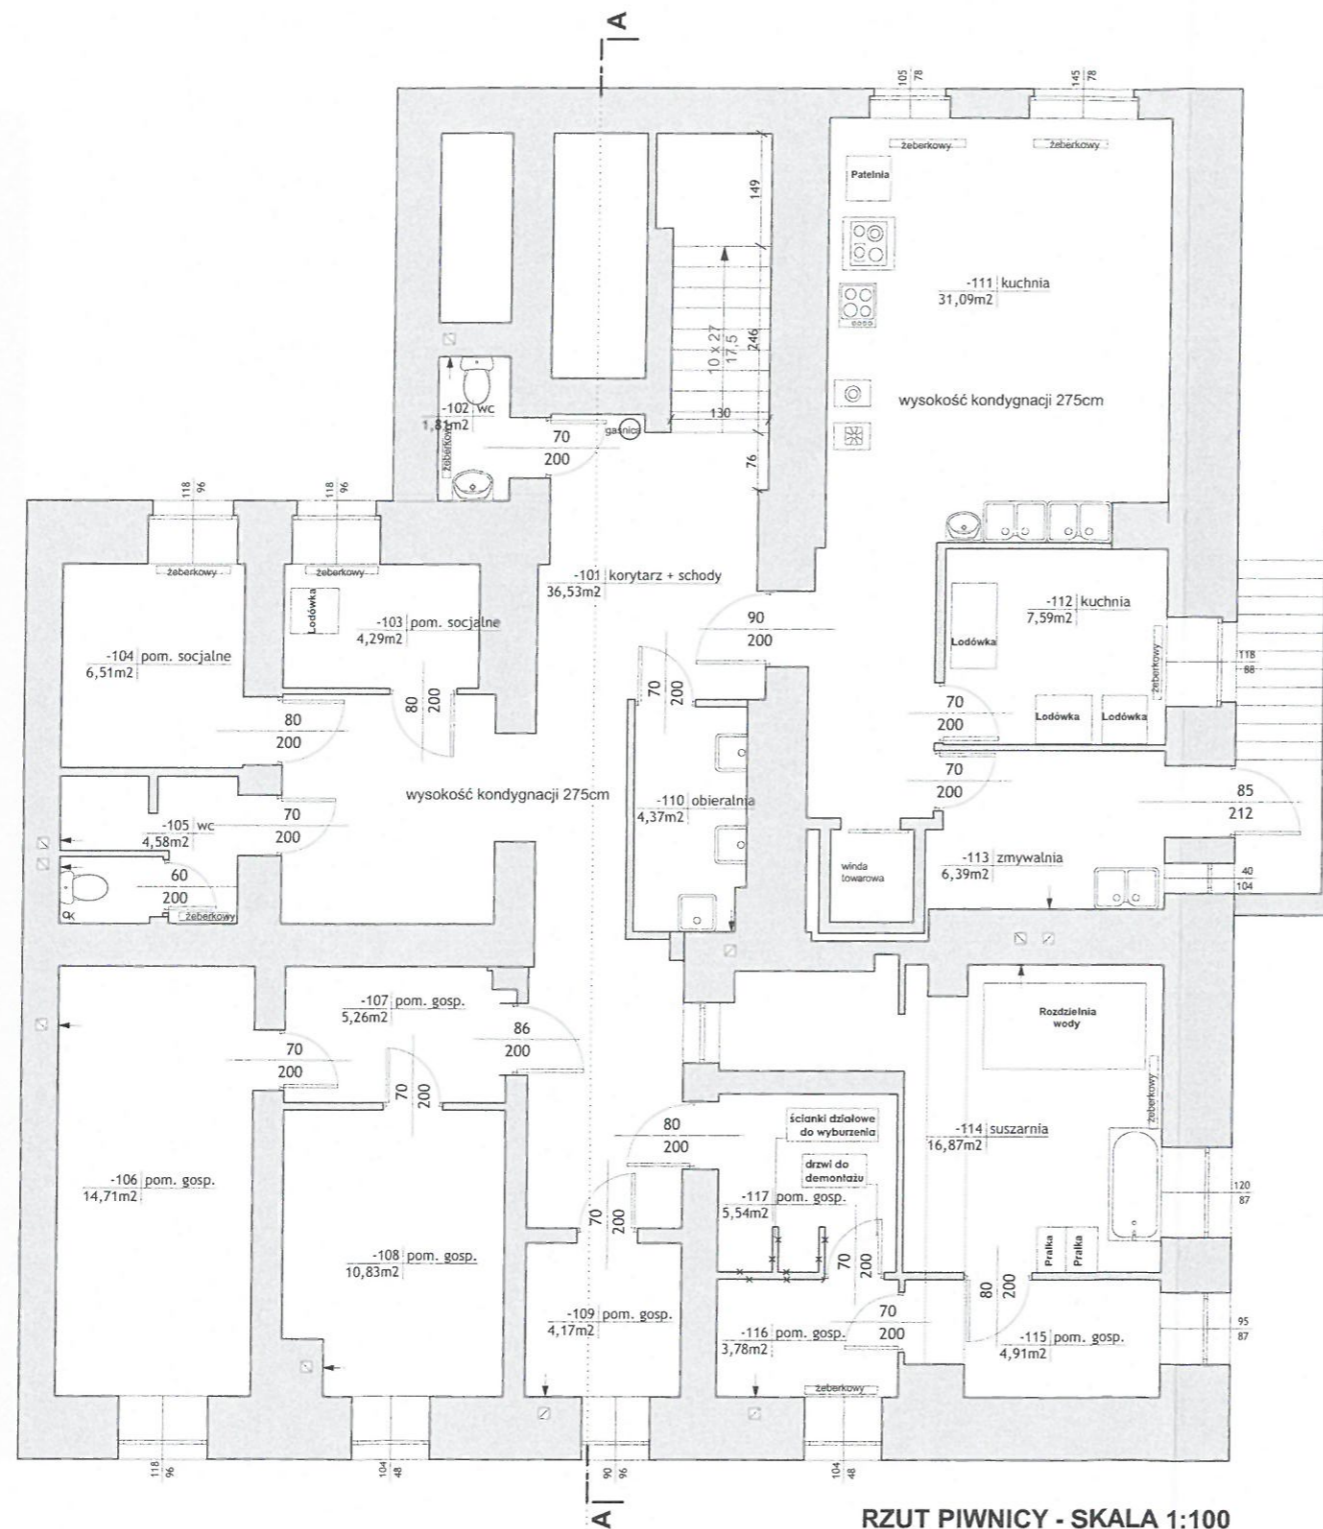 A
105
78
145
78
żeberkowy
żeberkowy
Patelnia
149
-111 kuchnia
31,09m2
10 x 27
17,5
246
wysokość kondygnacji 275cm
-102 wc
1,81m2
żeberkowy
130
gaśnica
70
200
76
118
96
118
96
żeberkowy
żeberkowy
-101 korytarz + schody
36,53m2
Lodówka
-103 pom. socjalne
4,29m2
-112 kuchnia
7,59m2
90
200
Lodówka
-104 pom. socjalne
6,51m2
żeberkowy
118
88
70
200
80
200
80
200
70
200
Lodówka
Lodówka
70
200
wysokość kondygnacji 275cm
-110 obieralnia
4,37m2
85
212
70
200
-105 wc
4,58m2
winda
towarowa
-113 zmywalnia
6,39m2
60
200
żeberkowy
40
104
-107 pom. gosp.
5,26m2
86
200
Rozdzielnia
wody
70
200
70
200
żeberkowy
ścianki działowe
do wyburzenia
80
200
-114 suszarnia
16,87m2
drzwi do
demontażu
-106 pom. gosp.
14,71m2
-117 pom. gosp.
5,54m2
120
87
70
200
-108 pom. gosp.
10,83m2
70
200
Pralka
Pralka
80
200
-109 pom. gosp.
4,17m2
-116 pom. gosp.
3,78m2
70
200
-115 pom. gosp.
4,91m2
95
87
żeberkowy
118
96
104
48
90
96
104
48
A
RZUT PIWNICY - SKALA 1:100